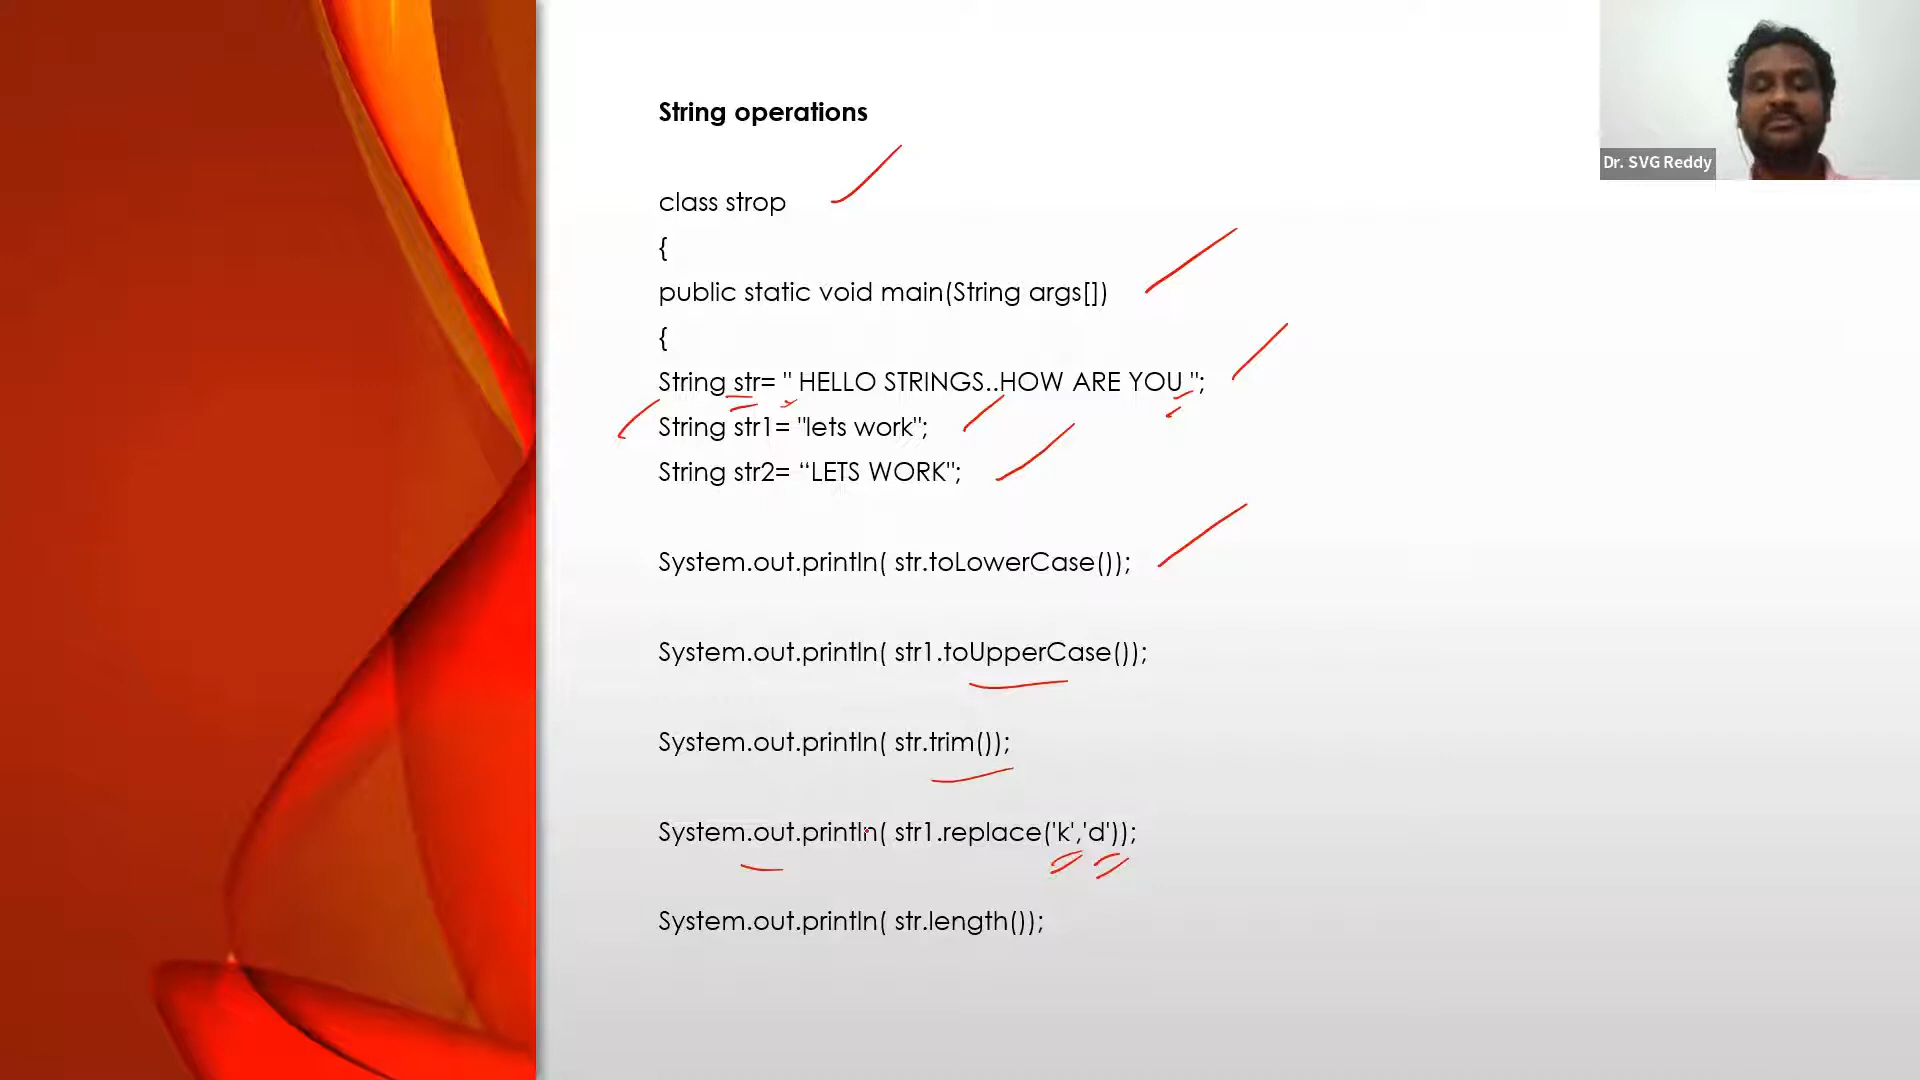 String operations
class strop
{
public static void main(String args[])
{
String str= " HELLO STRINGS..HOW ARE YOU ";
String str1= "lets work";
String str2= “LETS WORK";
System.out.println( str.toLowerCase());
System.out.println( str1.toUpperCase());
System.out.println( str.trim());
System.out.println( str1.replace('k','d'));
System.out.println( str.length());
Dr. SVG Reddy